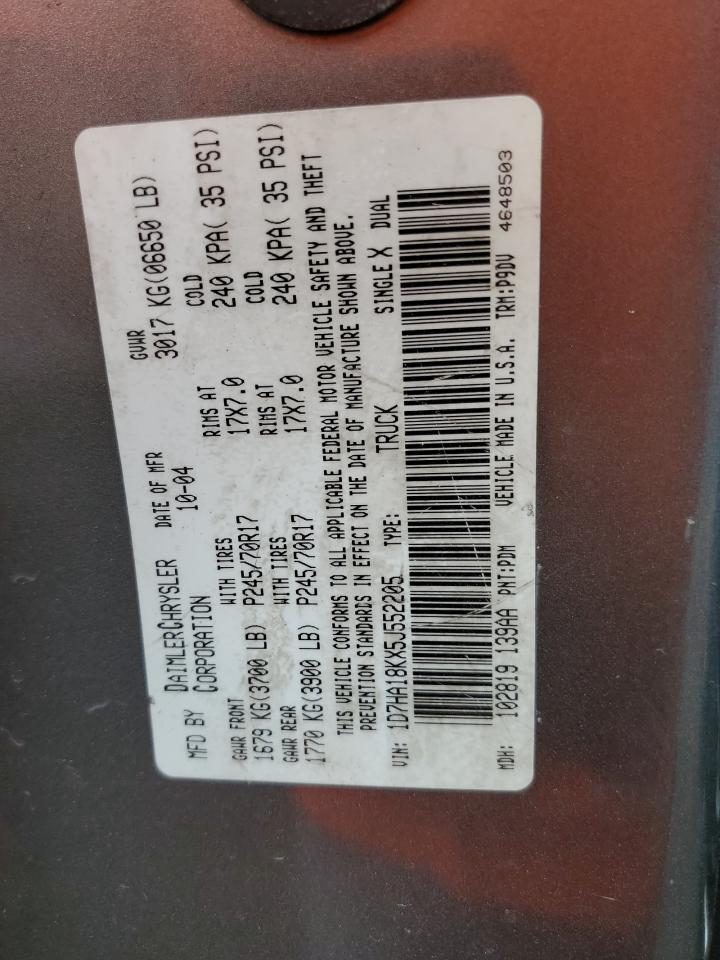 MFD BY DAIMLERCHRYSLER CORPORATION DATE OF MFR 10-04 GVWR 3017 KG(06650 LB)
GAWR FRONT WITH TIRES RIMS AT COLD
1679 KG(3700 LB) P245/70R17 17X7.0 240 KPA( 35 PSI)
GAWR REAR WITH TIRES RIMS AT COLD
1770 KG(3900 LB) P245/70R17 17X7.0 240 KPA( 35 PSI)
THIS VEHICLE CONFORMS TO ALL APPLICABLE FEDERAL MOTOR VEHICLE SAFETY AND THEFT
PREVENTION STANDARDS IN EFFECT ON THE DATE OF MANUFACTURE SHOWN ABOVE.
VIN: 1D7HA18KX5J552205 TYPE: TRUCK SINGLE X DUAL
MDH: 102819 139AA PNT:PDM VEHICLE MADE IN U.S.A. TRM:P9DV 4648503